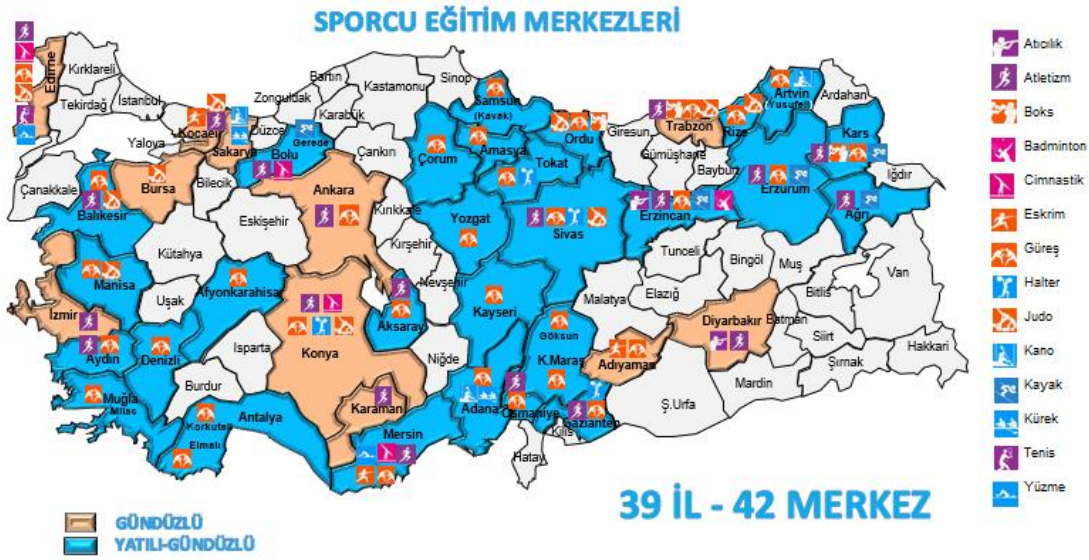 SPORCU EĞİTİM MERKEZLERİ
Edirne
Kırklareli
Tekirdağ
İstanbul
Yalova
Kocaeli
Sakarya
Düzce
Zonguldak
Bartın
Karabük
Kastamonu
Sinop
Samsun
(Kavak)
Ordu
Giresun
Trabzon
Rize
Artvin
(Yusufeli)
Ardahan
Kars
Iğdır
Çanakkale
Balıkesir
Bursa
Bilecik
Bolu
Gerede
Çankırı
Çorum
Amasya
Tokat
Gümüşhane
Bayburt
Erzurum
Ağrı
Eskişehir
Ankara
Kırıkkale
Yozgat
Sivas
Erzincan
Kütahya
Kırşehir
Tunceli
Bingöl
Muş
Van
Manisa
Uşak
Afyonkarahisar
Nevşehir
Kayseri
Malatya
Elazığ
Bitlis
İzmir
Aksaray
Göksun
Diyarbakır
Batman
Siirt
Hakkari
Aydın
Denizli
Isparta
Konya
Niğde
K.Maraş
Adıyaman
Şırnak
Mardin
Burdur
Muğla
Milas
Antalya
Korkuteli
Elmalı
Karaman
Mersin
Adana
Osmaniye
Gaziantep
Ş.Urfa
Kilis
Hatay
Atıcılık
Atletizm
Boks
Badminton
Cimnastik
Eskrim
Güreş
Halter
Judo
Kano
Kayak
Kürek
Tenis
Yüzme
39 İL - 42 MERKEZ
GÜNDÜZLÜ
YATILI-GÜNDÜZLÜ